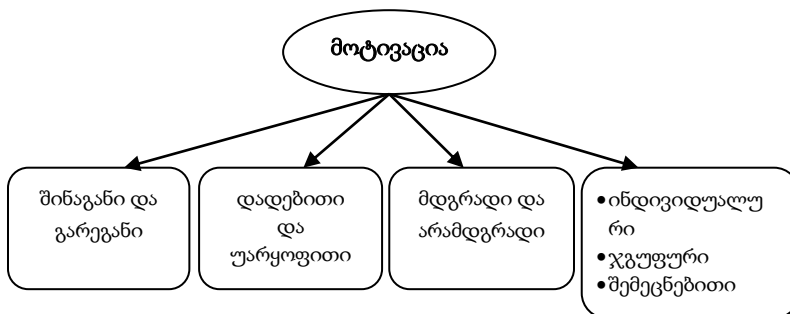 მოტივაცია
შინაგანი და
გარეგანი
დადებითი
და
უარყოფითი
მდგრადი და
არამდგრადი
•ინდივიდუალუ
რი
•ჯგუფური
•შემეცნებითი